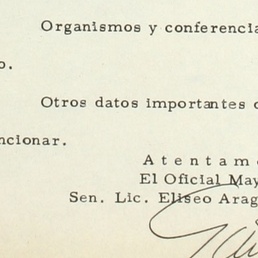 Organismos y conferencia
o.
Otros datos importantes
ncionar.
Atentam
El Oficial May
Sen. Lic. Eliseo Arag